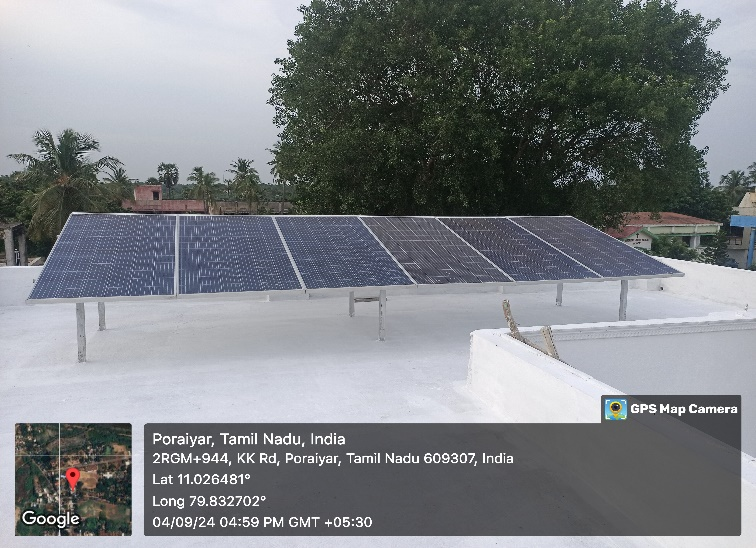 GPS Map Camera
Poraiyar, Tamil Nadu, India
2RGM+944, KK Rd, Poraiyar, Tamil Nadu 609307, India
Lat 11.026481°
Long 79.832702°
04/09/24 04:59 PM GMT +05:30
Google